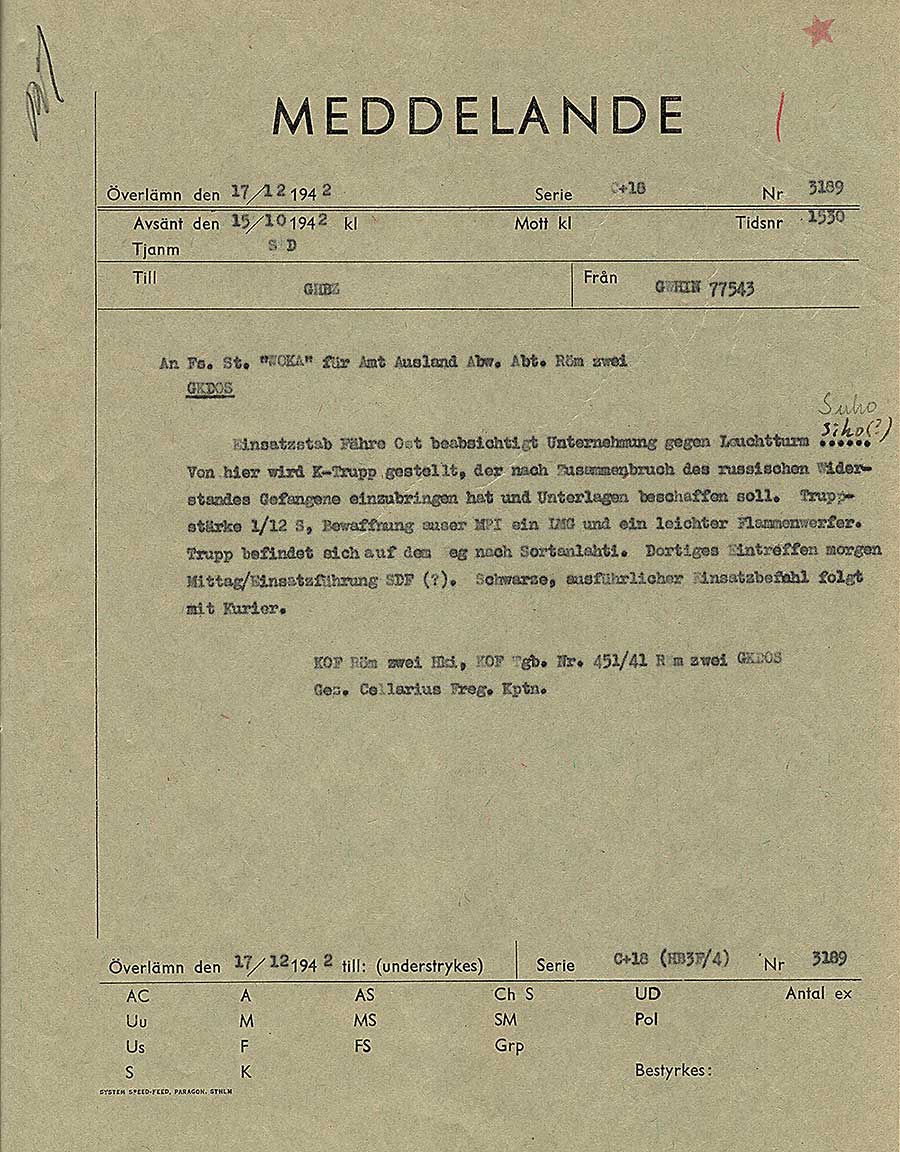 MEDDELANDE
Överlämn den 17/12 1942 Serie C+18 Nr 3189
Avsänt den 15/10 1942 kl Mott kl Tidsnr 1530
Tjanm S D
Till GHBZ Från GWHIN 77543
An Fs. St. "WOKA" für Amt Ausland Abw. Abt. Röm zwei
GKDOS
Suho
Siho(?)
Einsatzstab Fähre Ost beabsichtigt Unternehmung gegen Leuchtturm ......
Von hier wird K-Trupp gestellt, der nach Zusammenbruch des russischen Wider-
standes Gefangene einzubringen hat und Unterlagen beschaffen soll. Trupp-
stärke 1/12 S, Bewaffnung auser MPI ein LMG und ein leichter Flammenwerfer.
Trupp befindet sich auf dem eg nach Sortanlahti. Dortiges Eintreffen morgen
Mittag/Einsatzführung SDF (?). Schwarze, ausführlicher Einsatzbefahl folgt
mit Kurier.
KOF Röm zwei Hki, KOF Tgb. Nr. 451/41 R m zwei GKDOS
Gez. Cellarius Freg. Kptn.
Överlämn den 17/12 1942 till: (understrykes) Serie C+18 (HB3F/4) Nr 3189
AC A AS Ch S UD Antal ex
Uu M MS SM Pol
Us F FS Grp
S K Bestyrkes:
SYSTEM SPEED-FEED, PARAGON, STHLM